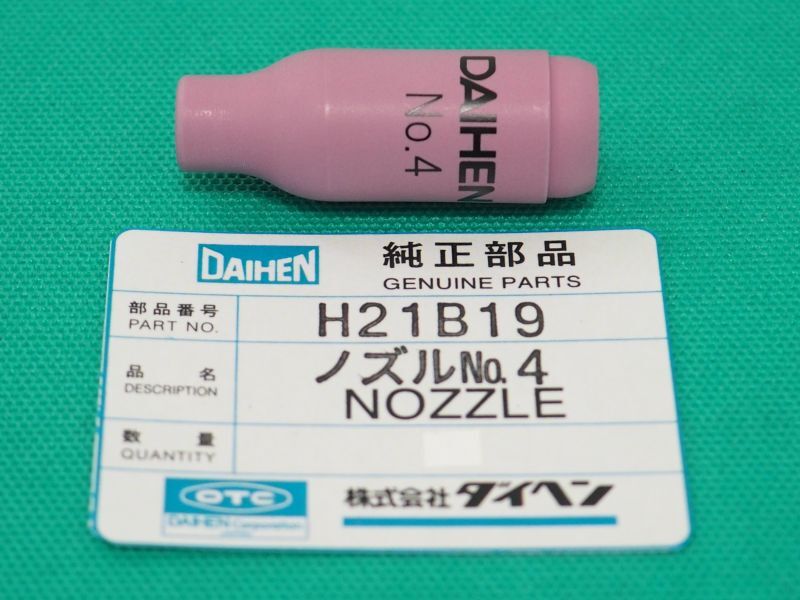 DAIHEN
No.4
DAIHEN 純正部品
GENUINE PARTS
部品番号
PART NO. H21B19
品名 ノズルNo.4
DESCRIPTION NOZZLE
数量
QUANTITY
OTC
DAIHEN Corporation
株式会社ダイヘン